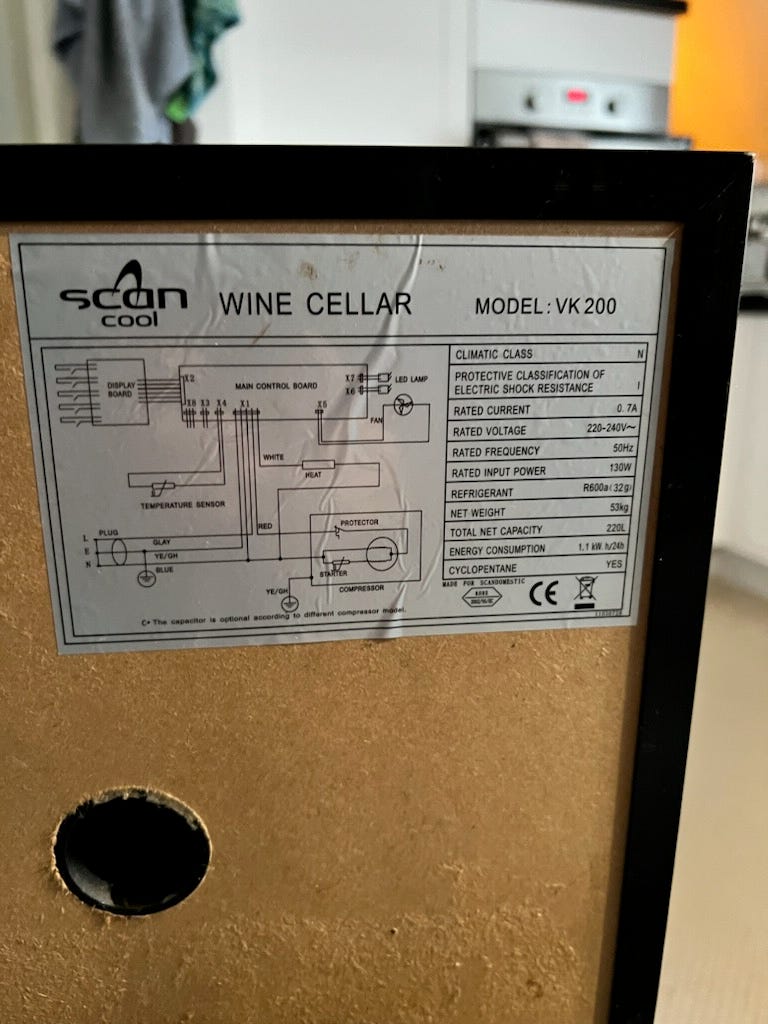 scan
cool
WINE CELLAR
MODEL: VK 200
DISPLAY
BOARD
X2
MAIN CONTROL BOARD
X7
X6
LED LAMP
X8 X3 X4 X1 X5
FAN
WHITE
HEAT
TEMPERATURE SENSOR
PLUG
L
E
N
GLAY
YE/GH
BLUE
RED
PROTECTOR
STARTER
COMPRESSOR
YE/GH
C* The capacitor is optional according to different compressor model.
CLIMATIC CLASS N
PROTECTIVE CLASSIFICATION OF
ELECTRIC SHOCK RESISTANCE I
RATED CURRENT 0. 7A
RATED VOLTAGE 220-240V~
RATED FREQUENCY 50Hz
RATED INPUT POWER 130W
REFRIGERANT R600a(32g)
NET WEIGHT 53kg
TOTAL NET CAPACITY 220L
ENERGY CONSUMPTION 1.1 kW. h/24h
CYCLOPENTANE YES
MADE FOR SCANDOMESTIC
CE